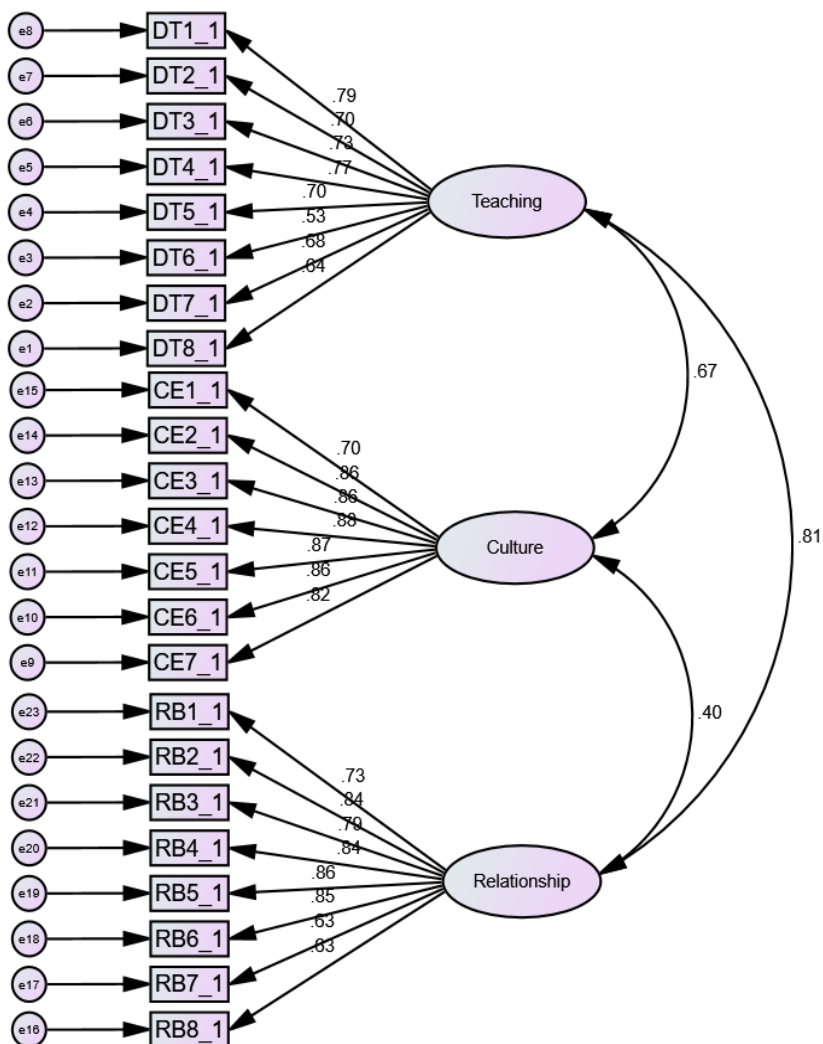 e8 DT1_1
e7 DT2_1
e6 DT3_1
e5 DT4_1
e4 DT5_1
e3 DT6_1
e2 DT7_1
e1 DT8_1
.79
.70
.73
.77
.70
.53
.68
.64
Teaching
e15 CE1_1
e14 CE2_1
e13 CE3_1
e12 CE4_1
e11 CE5_1
e10 CE6_1
e9 CE7_1
.70
.86
.86
.88
.87
.86
.82
Culture
e23 RB1_1
e22 RB2_1
e21 RB3_1
e20 RB4_1
e19 RB5_1
e18 RB6_1
e17 RB7_1
e16 RB8_1
.73
.84
.79
.84
.86
.85
.63
.63
Relationship
.67
.81
.40